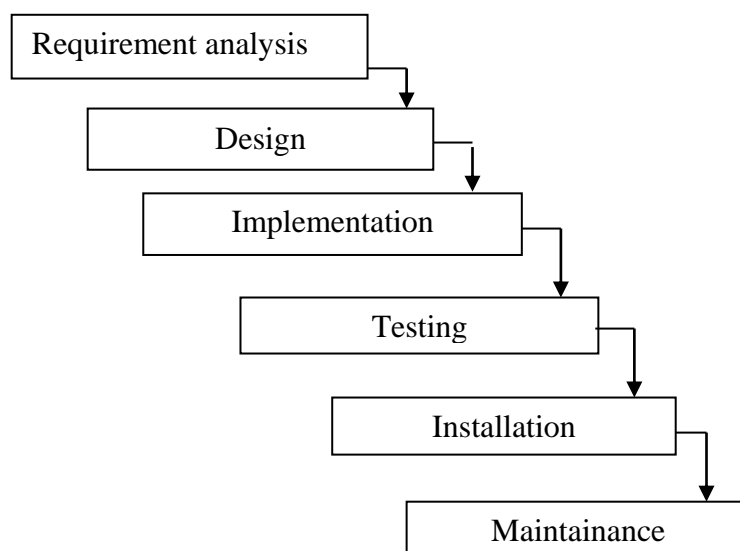 Requirement analysis
Design
Implementation
Testing
Installation
Maintainance